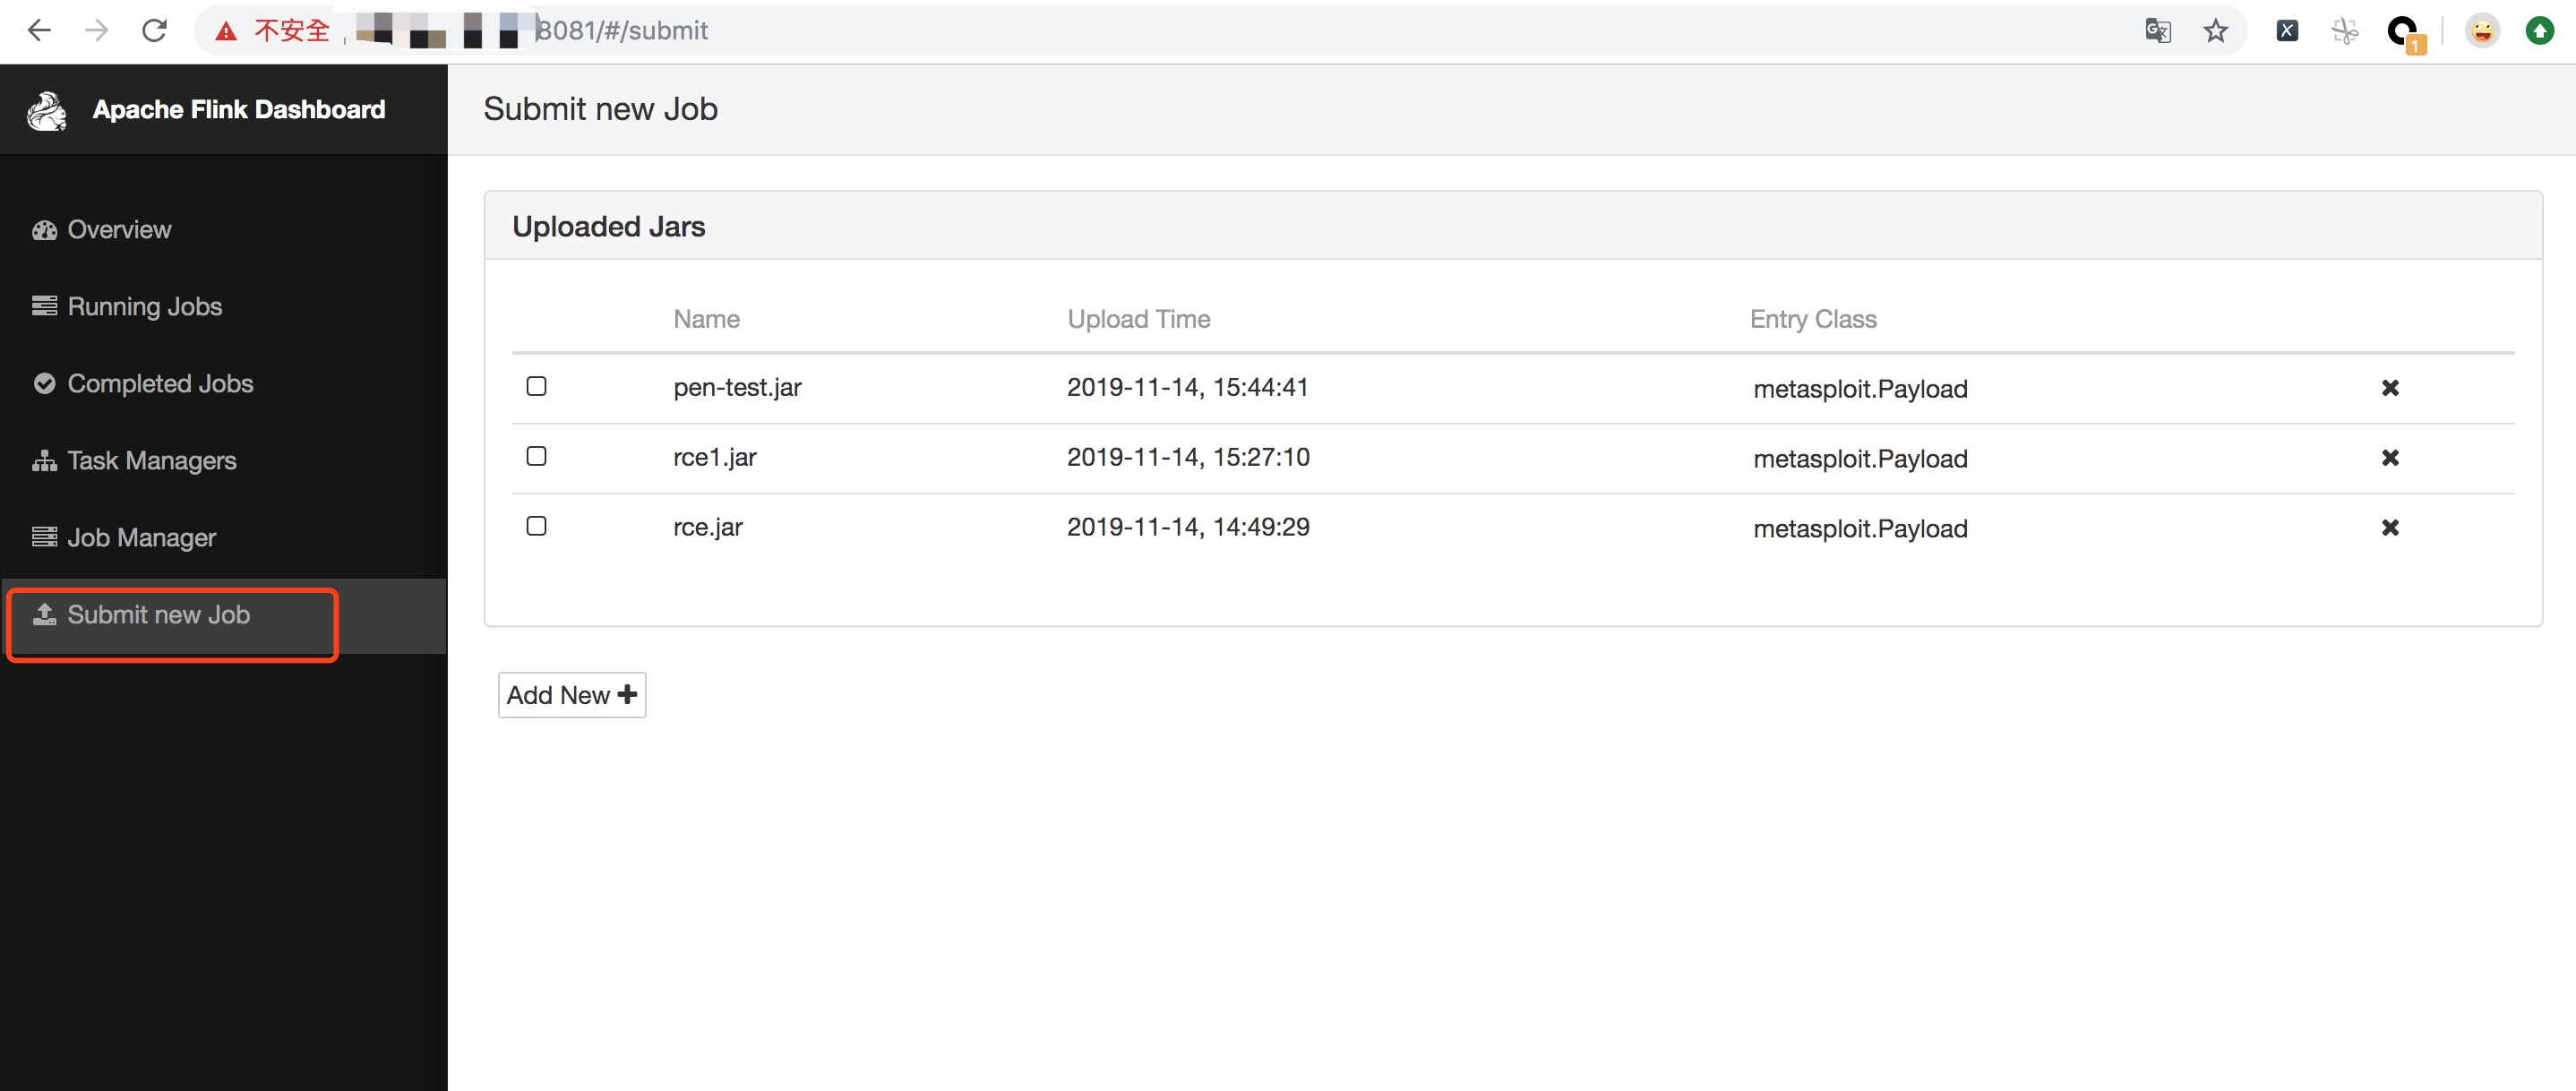 不安全 8081/#/submit
1
Apache Flink Dashboard
Submit new Job
Overview
Running Jobs
Completed Jobs
Task Managers
Job Manager
Submit new Job
Uploaded Jars
Name Upload Time Entry Class
pen-test.jar 2019-11-14, 15:44:41 metasploit.Payload
rce1.jar 2019-11-14, 15:27:10 metasploit.Payload
rce.jar 2019-11-14, 14:49:29 metasploit.Payload
Add New